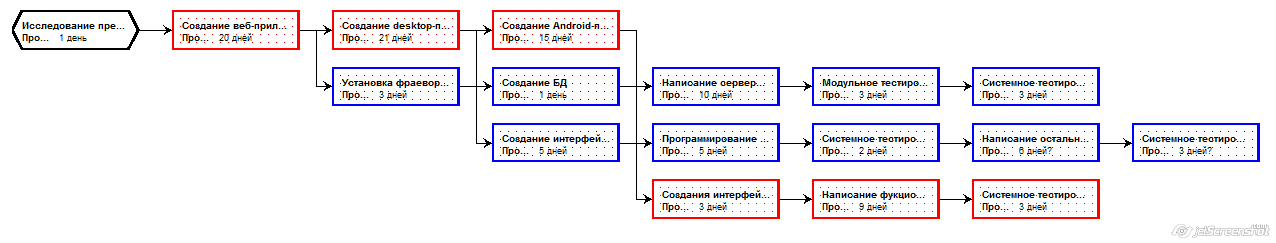 Исследование пре...
Про... 1 день
Создание веб-прил...
Про... 20 дней
Создание desktop-п...
Про... 21 дней
Создание Android-п...
Про... 15 дней
Установка фраевор...
Про... 3 дней
Создание БД
Про... 1 день
Написание сервер...
Про... 10 дней
Модульное тестиро...
Про... 3 дней
Системное тестиро...
Про... 3 дней
Создание интерфей...
Про... 5 дней
Программирование ...
Про... 5 дней
Системное тестиро...
Про... 2 дней
Написание остальн...
Про... 6 дней?
Системное тестиро...
Про... 3 дней?
Создания интерфей...
Про... 3 дней
Написание фукцио...
Про... 9 дней
Системное тестиро...
Про... 3 дней
jetScreenshot